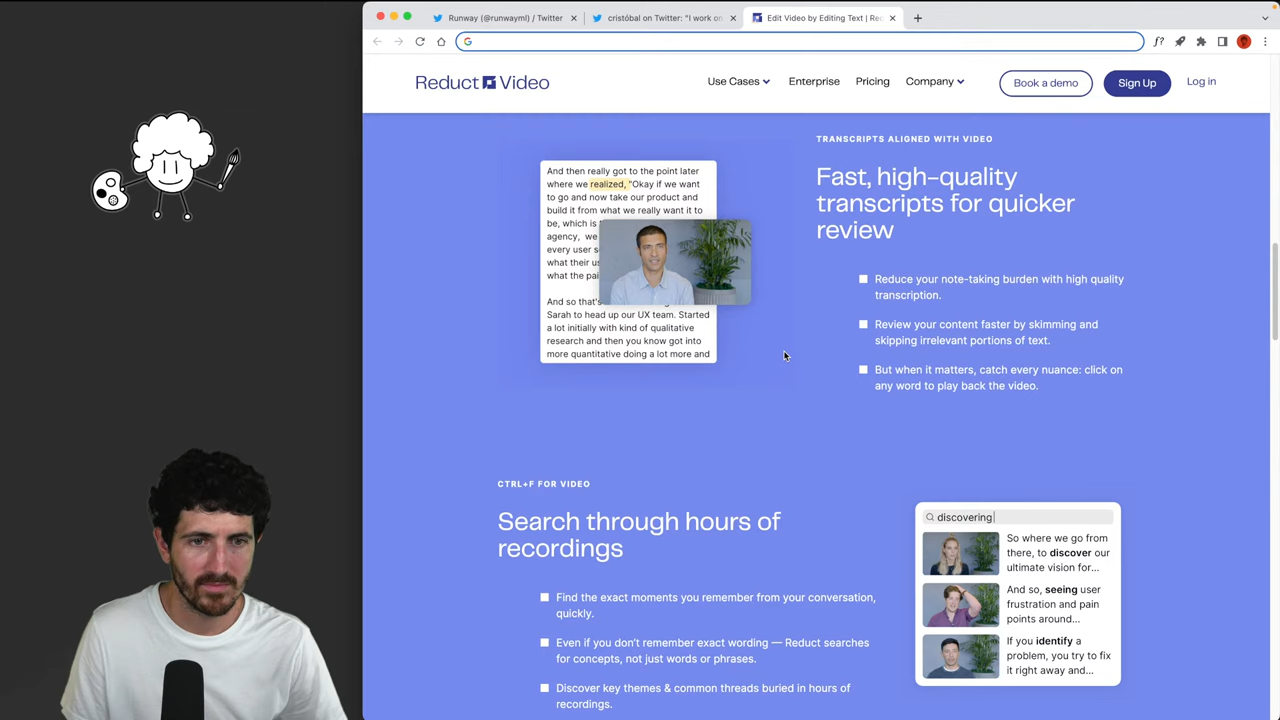 Runway (@runwayml) / Twitter
cristóbal on Twitter: "I work on
Edit Video by Editing Text | Red
Reduct Video
Use Cases
Enterprise
Pricing
Company
Book a demo
Sign Up
Log in
And then really got to the point later
where we realized, "Okay if we want
to go and now take our product and
build it from what we really want it to
be, which is
agency, we
every user s
what their us
what the pai
And so that's
Sarah to head up our UX team. Started
a lot initially with kind of qualitative
research and then you know got into
more quantitative doing a lot more and
TRANSCRIPTS ALIGNED WITH VIDEO
Fast, high-quality
transcripts for quicker
review
Reduce your note-taking burden with high quality
transcription.
Review your content faster by skimming and
skipping irrelevant portions of text.
But when it matters, catch every nuance: click on
any word to play back the video.
CTRL+F FOR VIDEO
Search through hours of
recordings
Find the exact moments you remember from your conversation,
quickly.
Even if you don't remember exact wording — Reduct searches
for concepts, not just words or phrases.
Discover key themes & common threads buried in hours of
recordings.
discovering
So where we go from
there, to discover our
ultimate vision for...
And so, seeing user
frustration and pain
points around...
If you identify a
problem, you try to fix
it right away and...